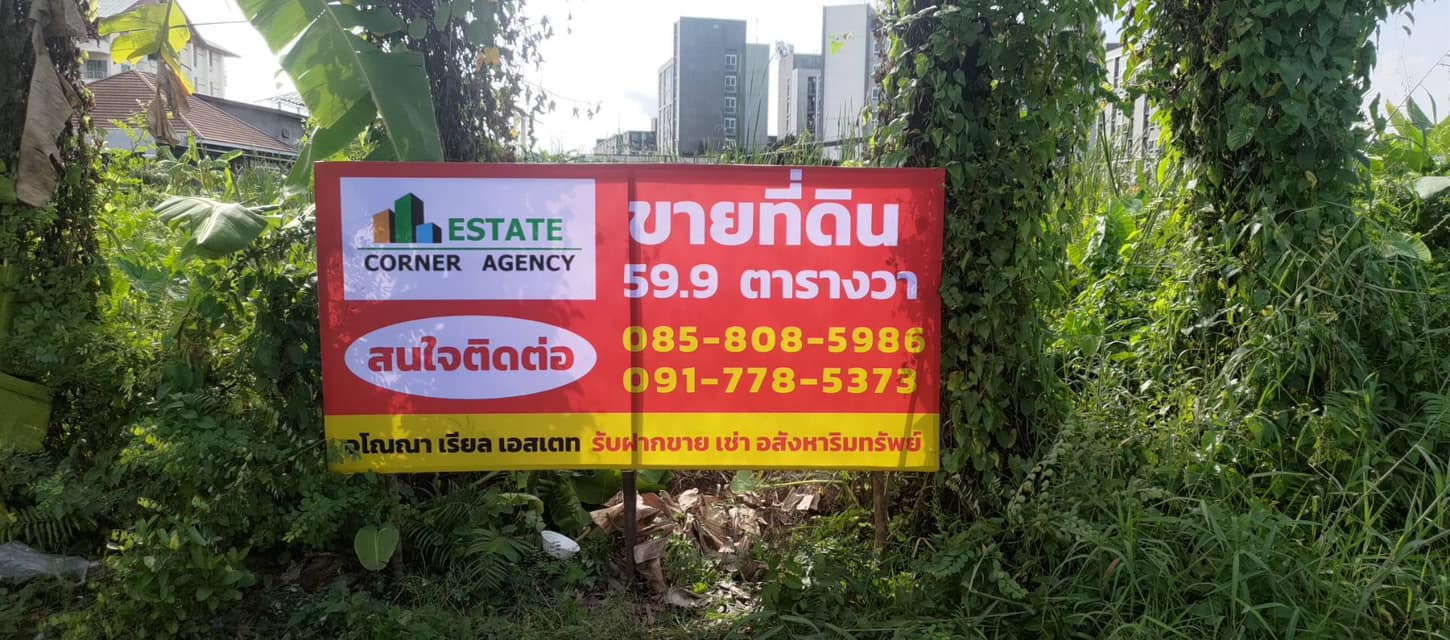 ESTATE
CORNER AGENCY
ขายที่ดิน
59.9 ตารางวา
สนใจติดต่อ
085-808-5986
091-778-5373
เรียล เอสเตท รับฝากขาย เช่า อสังหาริมทรัพย์